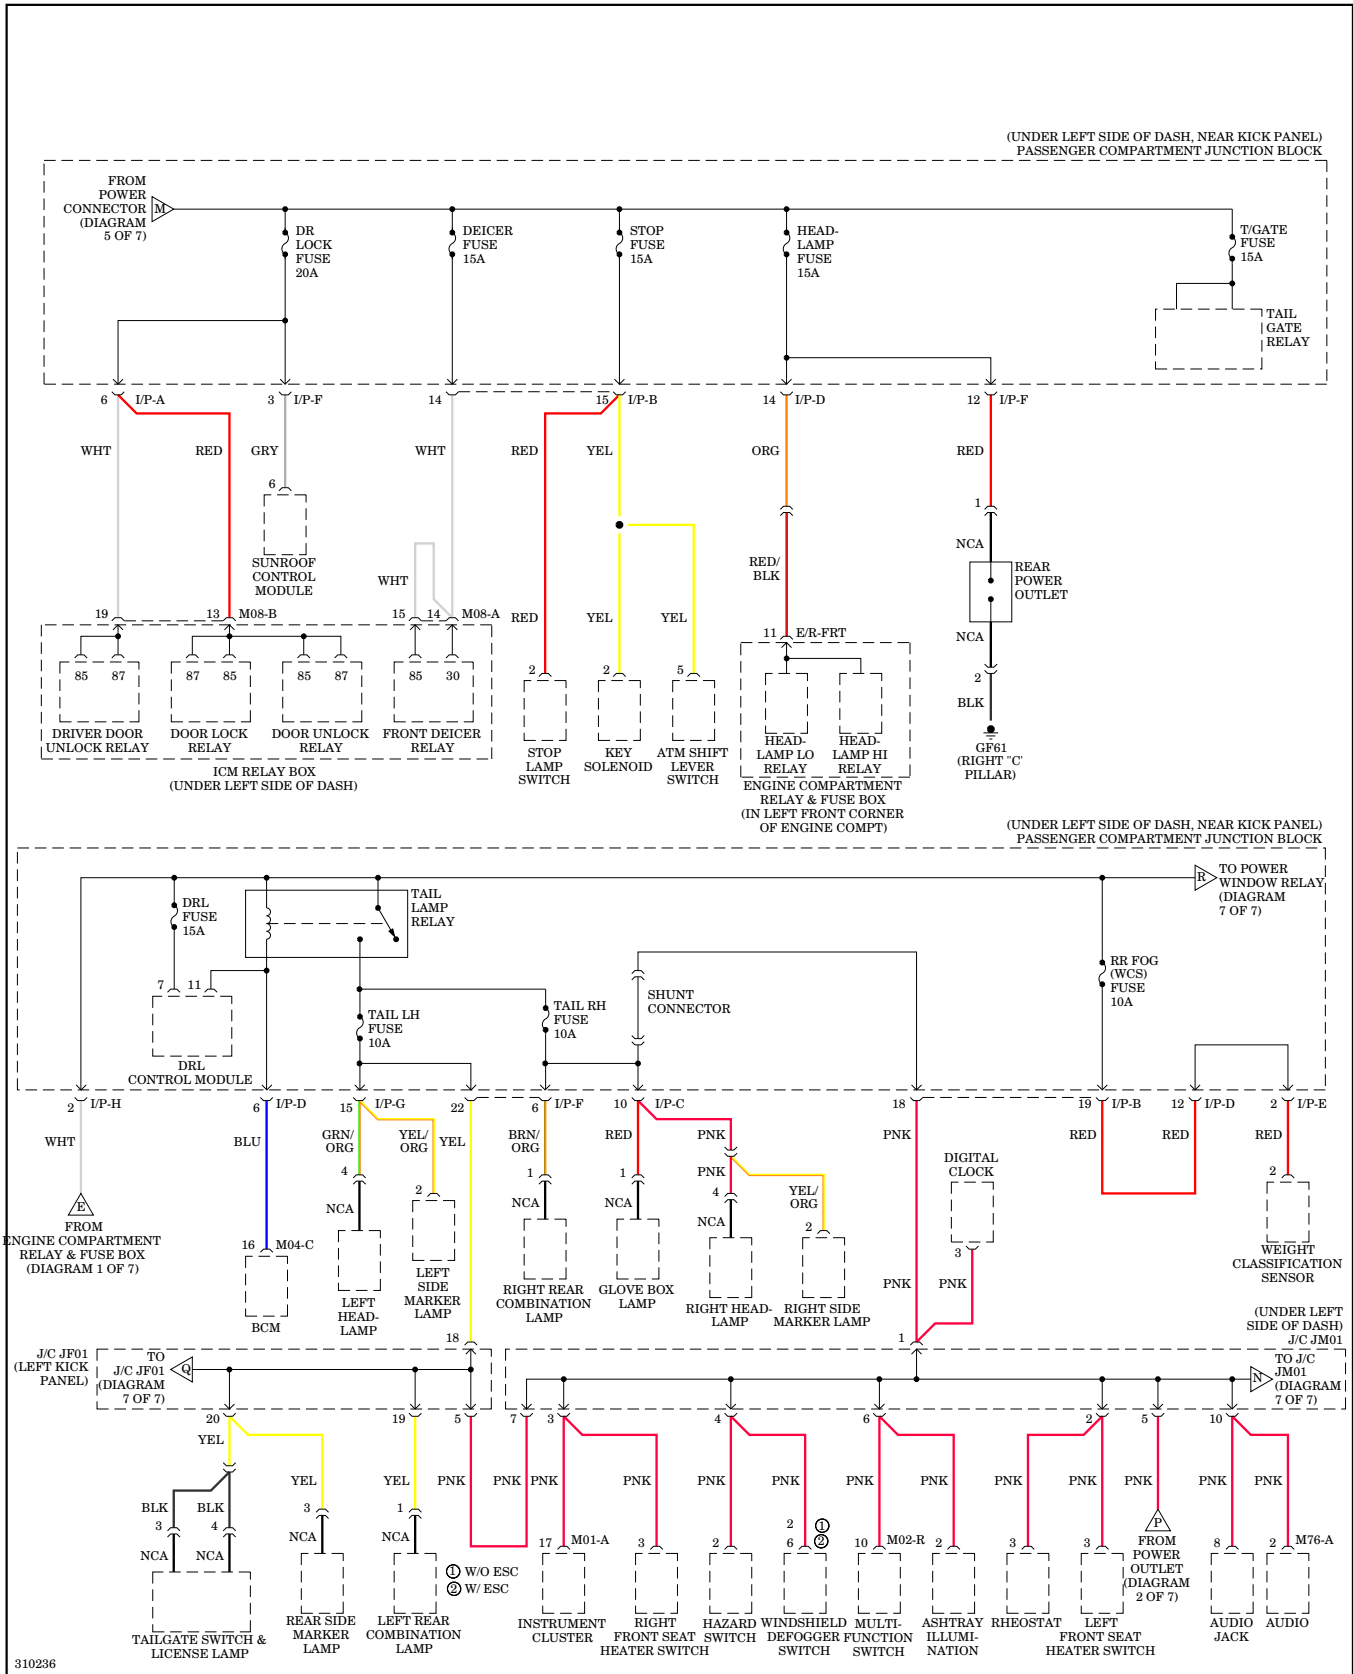 (UNDER LEFT SIDE OF DASH, NEAR KICK PANEL)
PASSENGER COMPARTMENT JUNCTION BLOCK
FROM
POWER
CONNECTOR
(DIAGRAM
5 OF 7)
M
DR
LOCK
FUSE
20A
DEICER
FUSE
15A
STOP
FUSE
15A
HEAD-
LAMP
FUSE
15A
T/GATE
FUSE
15A
TAIL
GATE
RELAY
6 I/P-A
3 I/P-F
14
15 I/P-B
14 I/P-D
12 I/P-F
WHT RED GRY WHT RED YEL ORG RED
6
SUNROOF
CONTROL
MODULE
WHT
RED/
BLK
1
NCA
REAR
POWER
OUTLET
NCA
2
BLK
GF61
(RIGHT "C'
PILLAR)
19 13 M08-B
15 14 M08-A
RED YEL YEL
11 E/R-FRT
85 87
87 85
85 87
85 30
2 2 5
DRIVER DOOR
UNLOCK RELAY
DOOR LOCK
RELAY
DOOR UNLOCK
RELAY
FRONT DEICER
RELAY
ICM RELAY BOX
(UNDER LEFT SIDE OF DASH)
STOP
LAMP
SWITCH
KEY
SOLENOID
ATM SHIFT
LEVER
SWITCH
HEAD-
LAMP LO
RELAY
HEAD-
LAMP HI
RELAY
ENGINE COMPARTMENT
RELAY & FUSE BOX
(IN LEFT FRONT CORNER
OF ENGINE COMPT)
(UNDER LEFT SIDE OF DASH, NEAR KICK PANEL)
PASSENGER COMPARTMENT JUNCTION BLOCK
R
TO POWER
WINDOW RELAY
(DIAGRAM
7 OF 7)
DRL
FUSE
15A
TAIL
LAMP
RELAY
7 11
DRL
CONTROL MODULE
TAIL LH
FUSE
10A
TAIL RH
FUSE
10A
SHUNT
CONNECTOR
RR FOG
(WCS)
FUSE
10A
2 I/P-H
6 I/P-D
15 I/P-G
22
6 I/P-F
10 I/P-C
18
19 I/P-B
12 I/P-D
2 I/P-E
WHT
BLU
GRN/
ORG
YEL/
ORG
YEL
BRN/
ORG
RED
PNK
PNK
RED
RED
RED
E
FROM
ENGINE COMPARTMENT
RELAY & FUSE BOX
(DIAGRAM 1 OF 7)
16 M04-C
BCM
4
NCA
LEFT
HEAD-
LAMP
2
LEFT
SIDE
MARKER
LAMP
1
NCA
RIGHT REAR
COMBINATION
LAMP
1
NCA
GLOVE BOX
LAMP
PNK
4
NCA
RIGHT HEAD-
LAMP
YEL/
ORG
2
RIGHT SIDE
MARKER LAMP
DIGITAL
CLOCK
3
PNK PNK
2
WEIGHT
CLASSIFICATION
SENSOR
(UNDER LEFT
SIDE OF DASH)
J/C JM01
J/C JF01
(LEFT KICK
PANEL)
TO
J/C JF01
(DIAGRAM
7 OF 7)
Q
18
1
N
TO J/C
JM01
(DIAGRAM
7 OF 7)
20 19 5 7 3 4 6 2 5 10
YEL
YEL YEL PNK PNK PNK PNK PNK PNK PNK PNK PNK PNK PNK PNK PNK
BLK BLK
3 4
NCA NCA
TAILGATE SWITCH &
LICENSE LAMP
3
NCA
REAR SIDE
MARKER
LAMP
1
NCA
LEFT REAR
COMBINATION
LAMP
1 W/O ESC
2 W/ ESC
17 M01-A
INSTRUMENT
CLUSTER
3
RIGHT
FRONT SEAT
HEATER SWITCH
2
HAZARD
SWITCH
2 1
6 2
WINDSHIELD
DEFOGGER
SWITCH
10 M02-R
MULTI-
FUNCTION
SWITCH
2
ASHTRAY
ILLUMI-
NATION
3
RHEOSTAT
3
LEFT
FRONT SEAT
HEATER SWITCH
P
FROM
POWER
OUTLET
(DIAGRAM
2 OF 7)
8
AUDIO
JACK
2 M76-A
AUDIO
310236